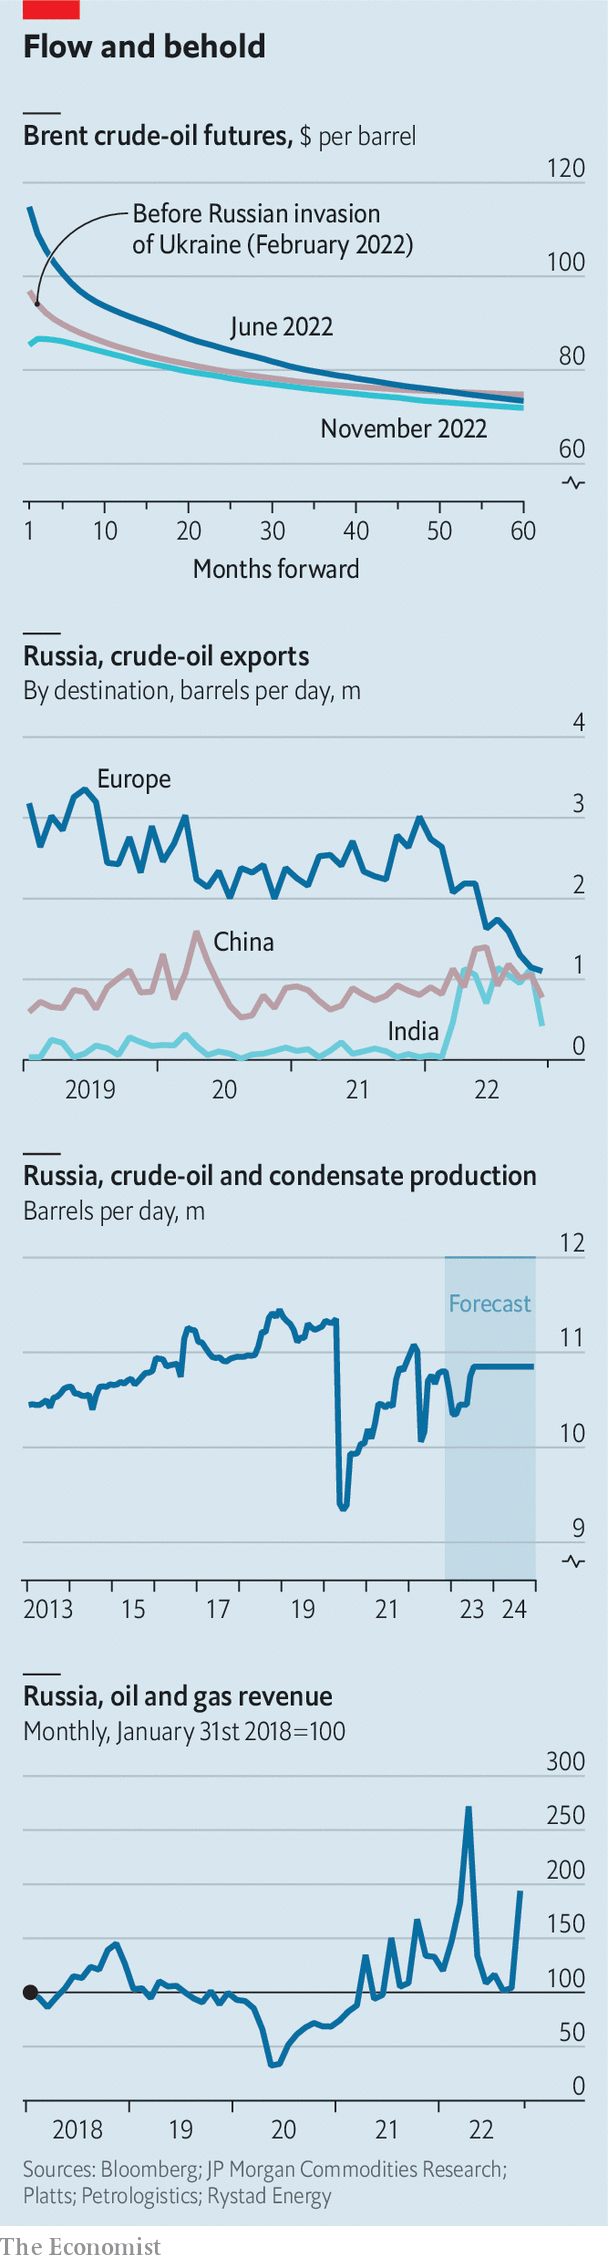 Flow and behold
Brent crude-oil futures, $ per barrel
120
Before Russian invasion
of Ukraine (February 2022)
100
June 2022
80
November 2022
60
1 10 20 30 40 50 60
Months forward
Russia, crude-oil exports
By destination, barrels per day, m
4
Europe
3
2
China
1
India
0
2019 20 21 22
Russia, crude-oil and condensate production
Barrels per day, m
12
Forecast
11
10
9
2013 15 17 19 21 23 24
Russia, oil and gas revenue
Monthly, January 31st 2018=100
300
250
200
150
100
50
0
2018 19 20 21 22
Sources: Bloomberg; JP Morgan Commodities Research;
Platts; Petrologistics; Rystad Energy
The Economist